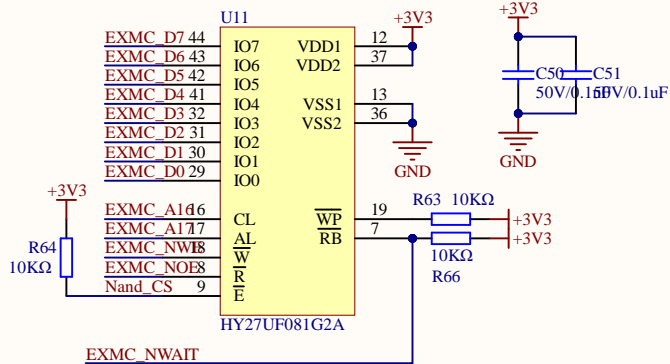 U11
+3V3
+3V3
EXMC_D7 44 IO7 VDD1 12
EXMC_D6 43 IO6 VDD2 37
EXMC_D5 42 IO5
EXMC_D4 41 IO4 VSS1 13
EXMC_D3 32 IO3 VSS2 36
EXMC_D2 31 IO2
EXMC_D1 30 IO1
EXMC_D0 29 IO0
C50 C51
50V/0.1uF 50V/0.1uF
GND
GND
+3V3
EXMC_A16 16 CL WP 19 R63 10KΩ +3V3
EXMC_A17 17 AL RB 7 +3V3
R64
10KΩ
EXMC_NWE 18 W
EXMC_NOE 8 R
Nand_CS 9 E
10KΩ
R66
HY27UF081G2A
EXMC_NWAIT